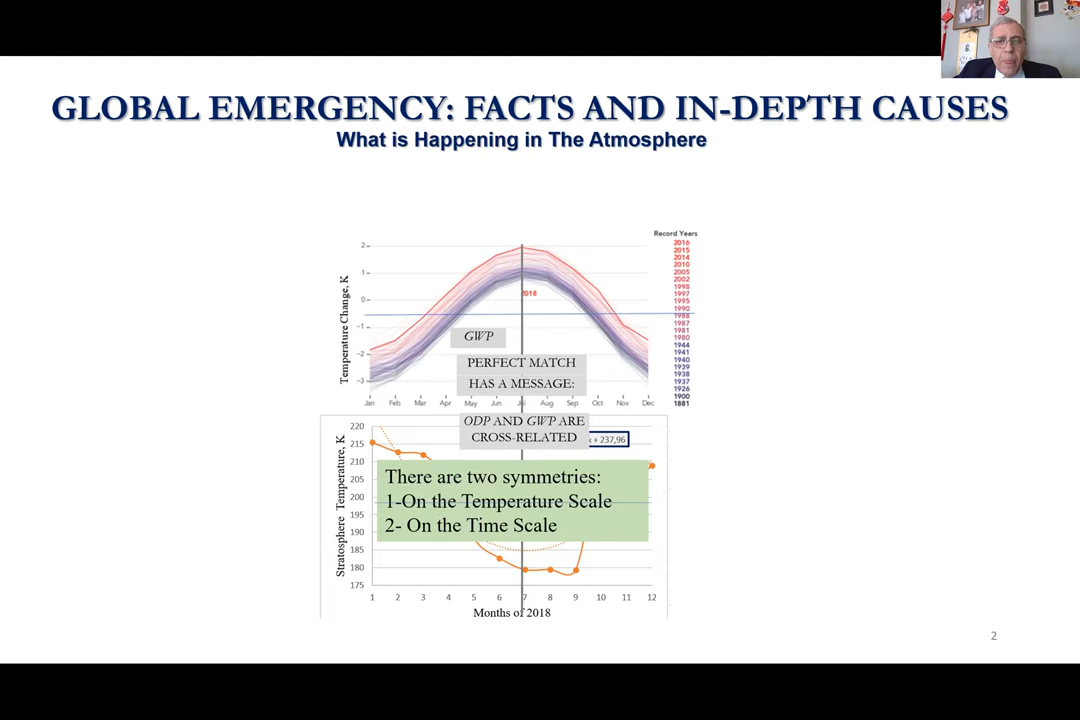 GLOBAL EMERGENCY: FACTS AND IN-DEPTH CAUSES
What is Happening in The Atmosphere
Temperature Change, K
2
1
0
−1
−2
−3
Jan Feb Mar Apr May Jun Jul Aug Sep Oct Nov Dec
2018
GWP
PERFECT MATCH
HAS A MESSAGE:
Record Years
2016
2015
2014
2010
2005
2002
1998
1997
1995
1990
1988
1987
1981
1980
1944
1941
1940
1939
1938
1937
1926
1900
1881
ODP AND GWP ARE
CROSS-RELATED
x + 237,96
Stratosphere Temperature, K
220
215
210
205
200
195
190
185
180
175
There are two symmetries:
1-On the Temperature Scale
2- On the Time Scale
1 2 3 4 5 6 7 8 9 10 11 12
Months of 2018
2